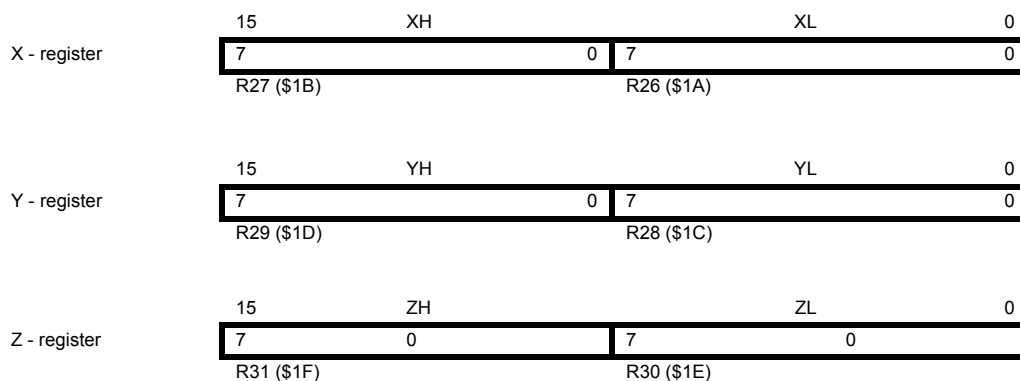 15 XH XL 0
X - register 7 0 7 0
R27 ($1B) R26 ($1A)
15 YH YL 0
Y - register 7 0 7 0
R29 ($1D) R28 ($1C)
15 ZH ZL 0
Z - register 7 0 7 0
R31 ($1F) R30 ($1E)